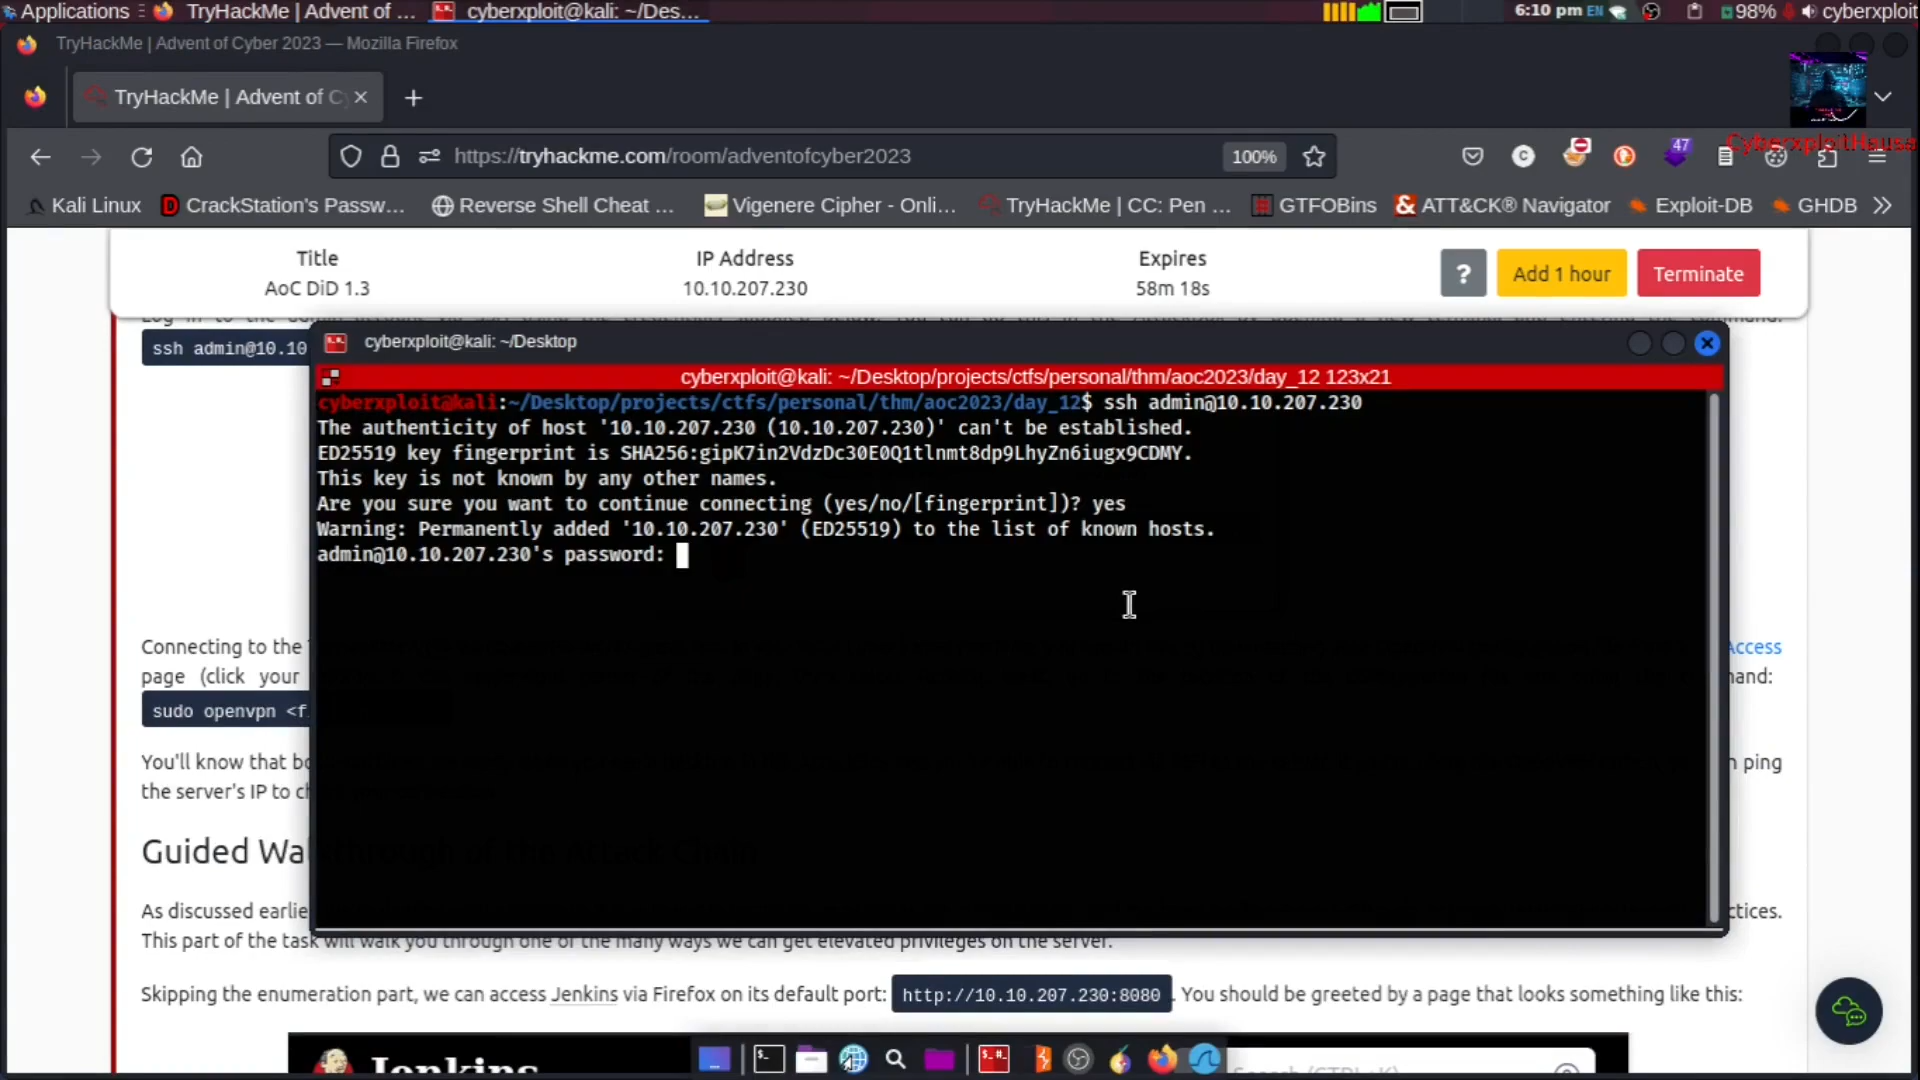 Applications
TryHackMe | Advent of ...
cyberxploit@kali: ~/Des...
6:10 pm EN
98%
cyberxploit
TryHackMe | Advent of Cyber 2023 — Mozilla Firefox
TryHackMe | Advent of C
https://tryhackme.com/room/adventofcyber2023
100%
47
CyberxploitHausa
Kali Linux
CrackStation's Passw...
Reverse Shell Cheat ...
Vigenere Cipher - Onli...
TryHackMe | CC: Pen ...
GTFOBins
ATT&CK® Navigator
Exploit-DB
GHDB
Title
IP Address
Expires
AoC DiD 1.3
10.10.207.230
58m 18s
?
Add 1 hour
Terminate
ssh admin@10.10
cyberxploit@kali: ~/Desktop
cyberxploit@kali: ~/Desktop/projects/ctfs/personal/thm/aoc2023/day_12 123x21
cyberxploit@kali:~/Desktop/projects/ctfs/personal/thm/aoc2023/day_12$ ssh admin@10.10.207.230
The authenticity of host '10.10.207.230 (10.10.207.230)' can't be established.
ED25519 key fingerprint is SHA256:gipK7in2VdzDc30E0Q1tlnmt8dp9LhyZn6iugx9CDMY.
This key is not known by any other names.
Are you sure you want to continue connecting (yes/no/[fingerprint])? yes
Warning: Permanently added '10.10.207.230' (ED25519) to the list of known hosts.
admin@10.10.207.230's password:
Connecting to the
Access
page (click your
mand:
sudo openvpn <f
You'll know that
n ping
the server's IP to
Guided Walkthrough of the Attack Chain
As discussed earlie
ctices.
This part of the task will walk you through one of the many ways we can get elevated privileges on the server.
Skipping the enumeration part, we can access Jenkins via Firefox on its default port: http://10.10.207.230:8080 . You should be greeted by a page that looks something like this:
Jenkins
Search (CTRL+K)